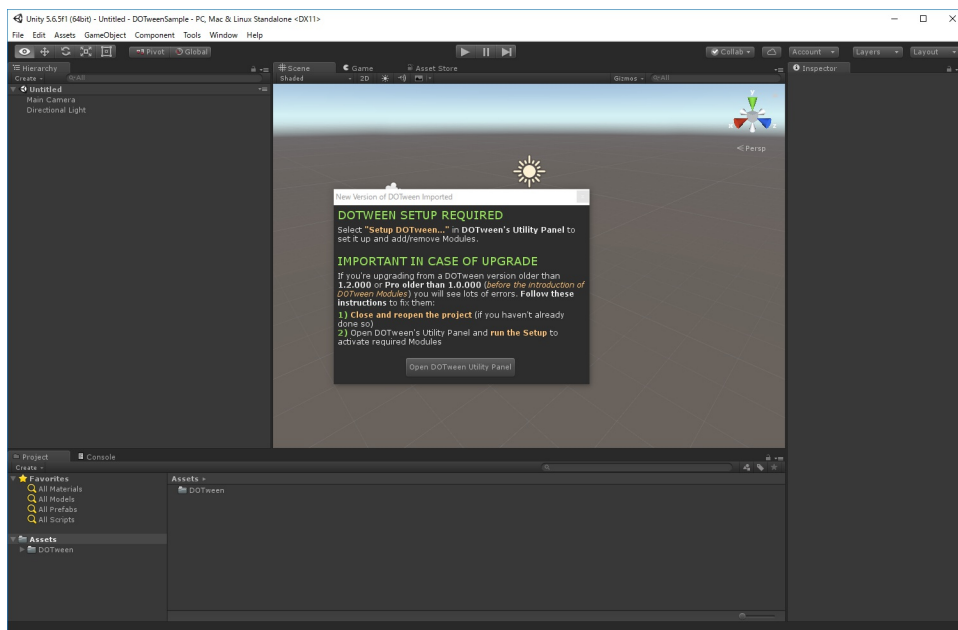 Unity 5.6.5f1 (64bit) - Untitled - DOTweenSample - PC, Mac & Linux Standalone <DX11>
File Edit Assets GameObject Component Tools Window Help
Pivot Global Collab Account Layers Layout
Hierarchy
Create All
Untitled
Main Camera
Directional Light
Scene Game Asset Store
Shaded 2D Gizmos All
y
x z
Persp
Inspector
New Version of DOTween Imported
DOTWEEN SETUP REQUIRED
Select "Setup DOTween..." in DOTween's Utility Panel to
set it up and add/remove Modules.
IMPORTANT IN CASE OF UPGRADE
If you're upgrading from a DOTween version older than
1.2.000 or Pro older than 1.0.000 (before the introduction of
DOTween Modules) you will see lots of errors. Follow these
instructions to fix them:
1) Close and reopen the project (if you haven't already
done so)
2) Open DOTween's Utility Panel and run the Setup to
activate required Modules
Open DOTween Utility Panel
Project Console
Create
Favorites
All Materials
All Models
All Prefabs
All Scripts
Assets
DOTween
Assets
DOTween